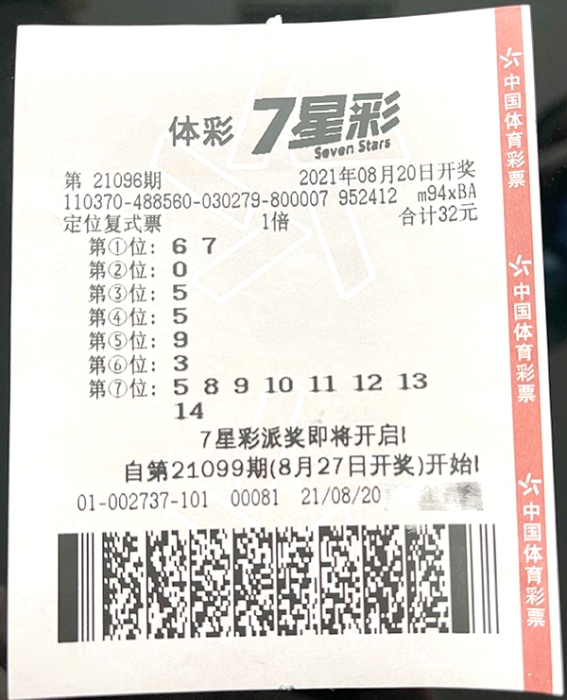 体彩 7星彩
Seven Stars
第 21096期 2021年08月20日开奖
110370-488560-030279-800007 952412 m94xBA
定位复式票 1倍 合计32元
第①位: 6 7
第②位: 0
第③位: 5
第④位: 5
第⑤位: 9
第⑥位: 3
第⑦位: 5 8 9 10 11 12 13
14
7星彩派奖即将开启!
自第21099期(8月27日开奖)开始!
01-002737-101 00081 21/08/20
中国体育彩票
中国体育彩票
中国体育彩票